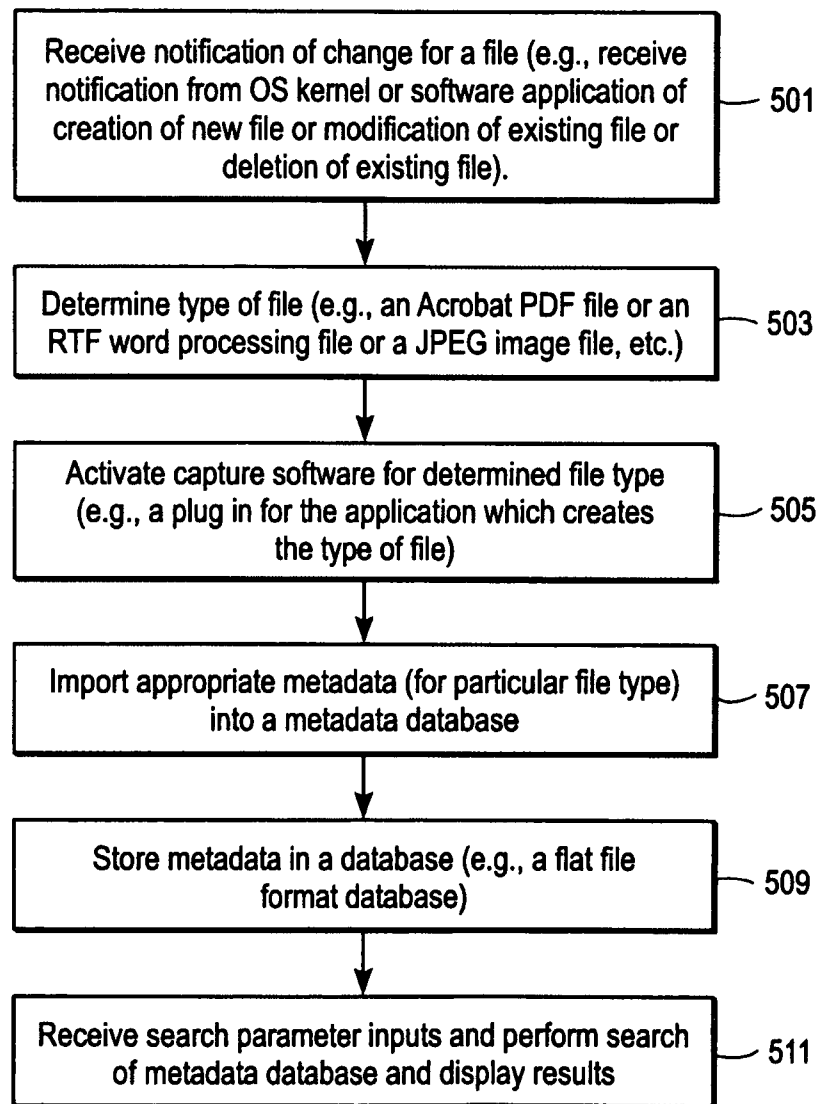 Receive notification of change for a file (e.g., receive
notification from OS kernel or software application of
creation of new file or modification of existing file or
deletion of existing file).
501
Determine type of file (e.g., an Acrobat PDF file or an
RTF word processing file or a JPEG image file, etc.)
503
Activate capture software for determined file type
(e.g., a plug in for the application which creates
the type of file)
505
Import appropriate metadata (for particular file type)
into a metadata database
507
Store metadata in a database (e.g., a flat file
format database)
509
Receive search parameter inputs and perform search
of metadata database and display results
511